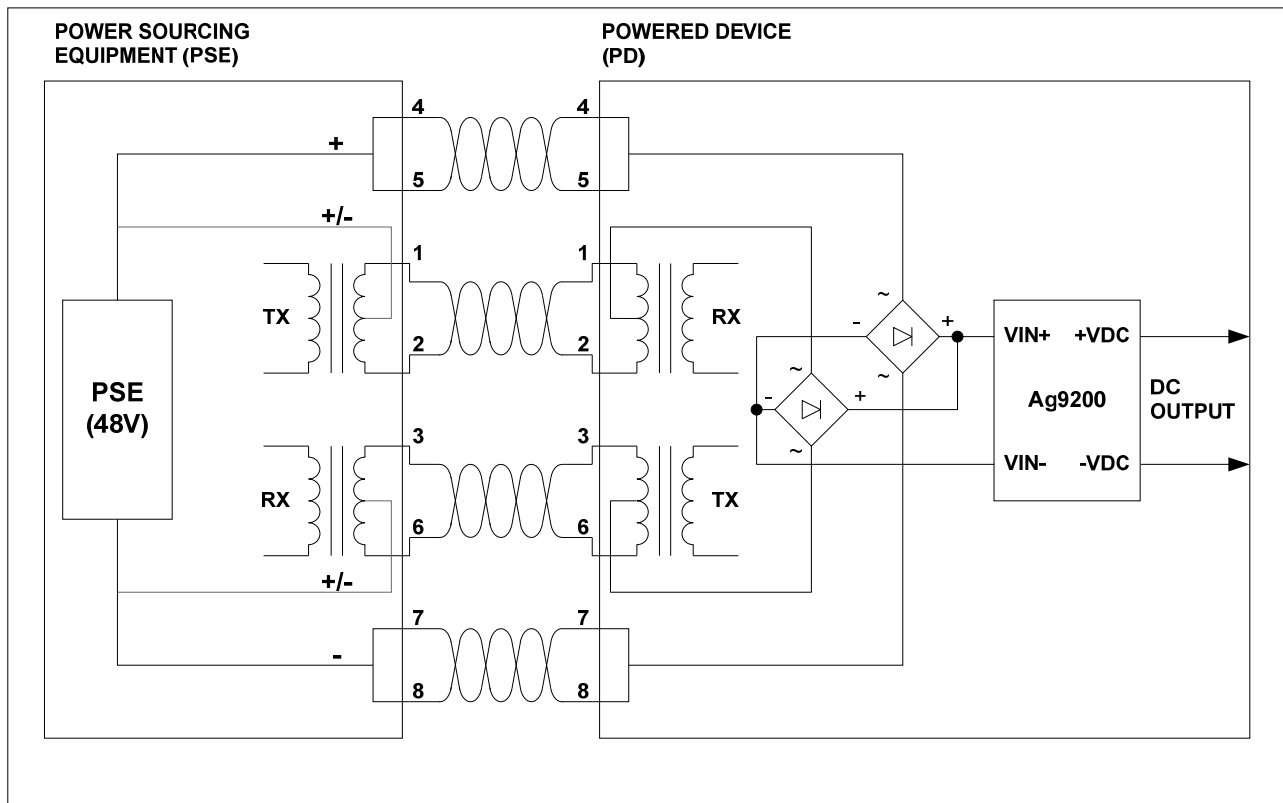 POWER SOURCING
EQUIPMENT (PSE)
POWERED DEVICE
(PD)
4
4
+
5
5
+/-
1
1
TX
RX
2
2
~
-
+
~
VIN+ +VDC
PSE
(48V)
~
-
+
~
Ag9200
DC
OUTPUT
3
3
VIN- -VDC
RX
TX
6
6
+/-
7
7
-
8
8